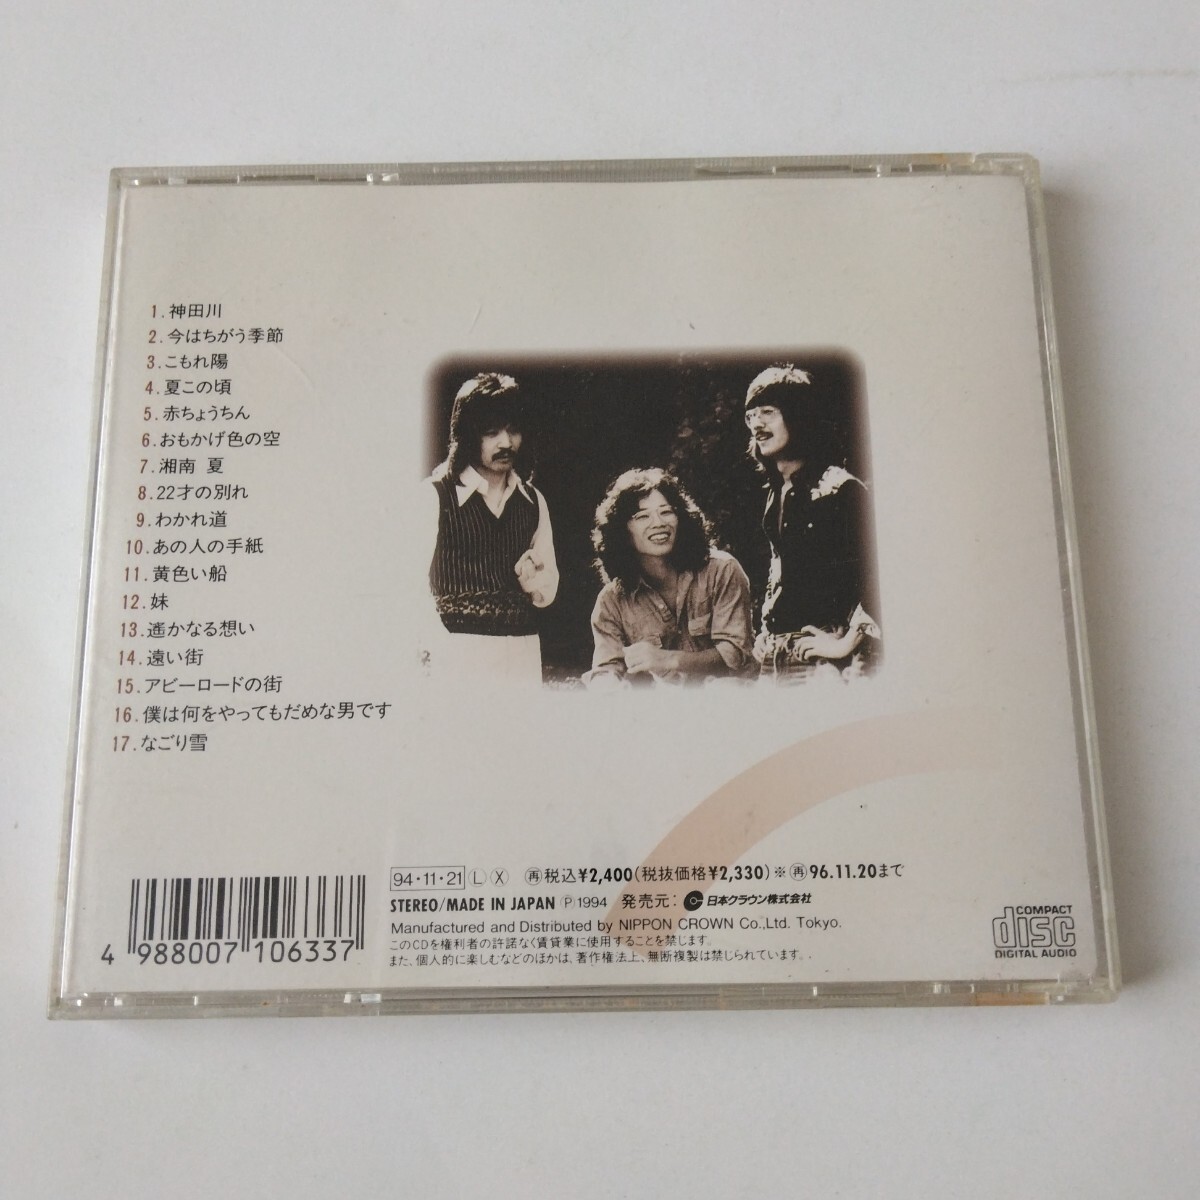 1.神田川
2.今はちがう季節
3.こもれ陽
4.夏この頃
5.赤ちょうちん
6.おもかげ色の空
7.湘南 夏
8.22才の別れ
9.わかれ道
10.あの人の手紙
11.黄色い船
12.妹
13.遙かなる想い
14.遠い街
15.アビーロードの街
16.僕は何をやってもだめな男です
17.なごり雪
94・11・21 Ⓛ Ⓧ ㊢税込¥2,400(税抜価格¥2,330)※㊢96.11.20まで
STEREO/MADE IN JAPAN Ⓟ1994 発売元: 日本クラウン株式会社
Manufactured and Distributed by NIPPON CROWN Co.,Ltd. Tokyo.
このCDを権利者の許諾なく賃貸業に使用することを禁じます。
また、個人的に楽しむなどのほかは、著作権法上、無断複製は禁じられています。
4 988007 106337
COMPACT
disc
DIGITAL AUDIO